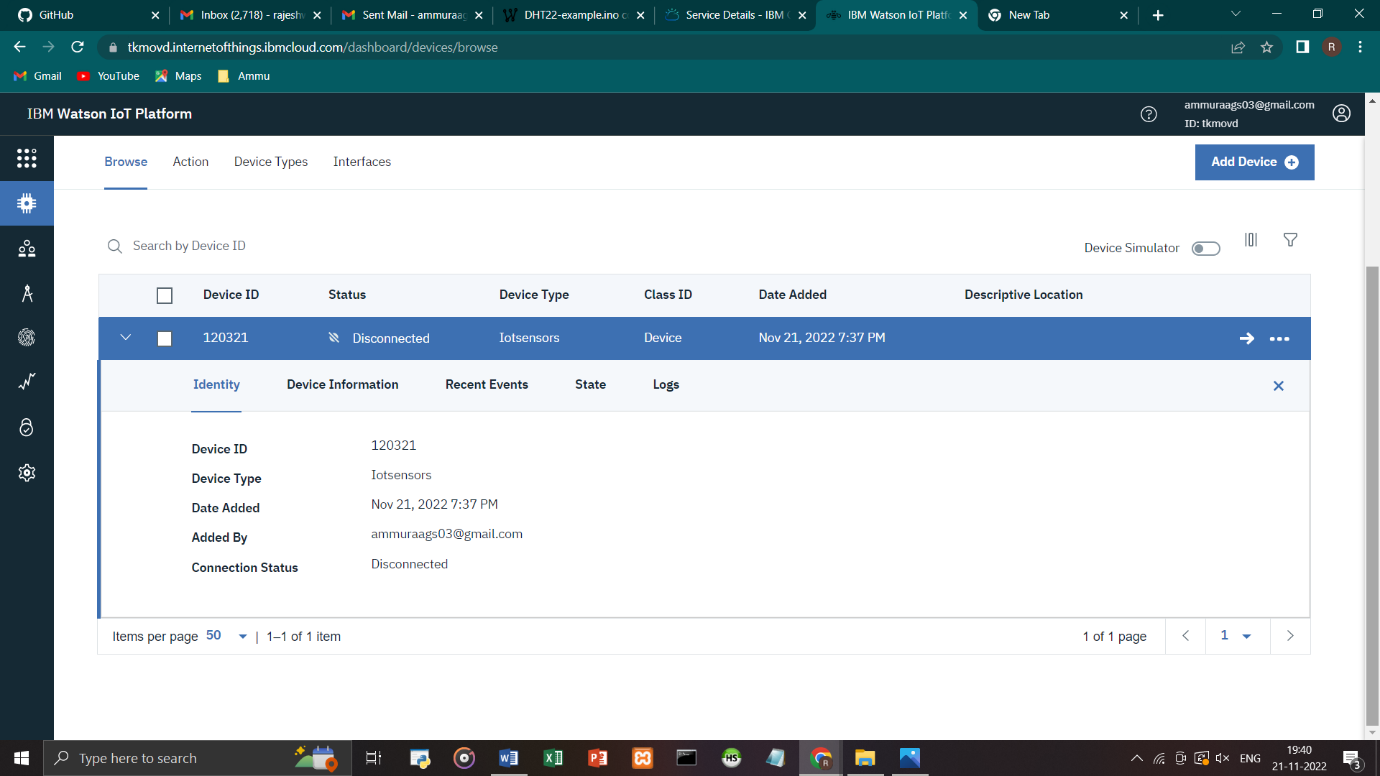 GitHub
Inbox (2,718) - rajesh
Sent Mail - ammuraag
DHT22-example.ino c
Service Details - IBM
IBM Watson IoT Platf
New Tab
tkmovd.internetofthings.ibmcloud.com/dashboard/devices/browse
R
Gmail YouTube Maps Ammu
IBM Watson IoT Platform
ammuraags03@gmail.com
ID: tkmovd
Browse Action Device Types Interfaces
Add Device
Search by Device ID
Device Simulator
Device ID Status Device Type Class ID Date Added Descriptive Location
120321 Disconnected Iotsensors Device Nov 21, 2022 7:37 PM
Identity Device Information Recent Events State Logs
Device ID 120321
Device Type Iotsensors
Date Added Nov 21, 2022 7:37 PM
Added By ammuraags03@gmail.com
Connection Status Disconnected
Items per page 50 | 1–1 of 1 item
1 of 1 page
1
Type here to search
ENG
19:40
21-11-2022
3